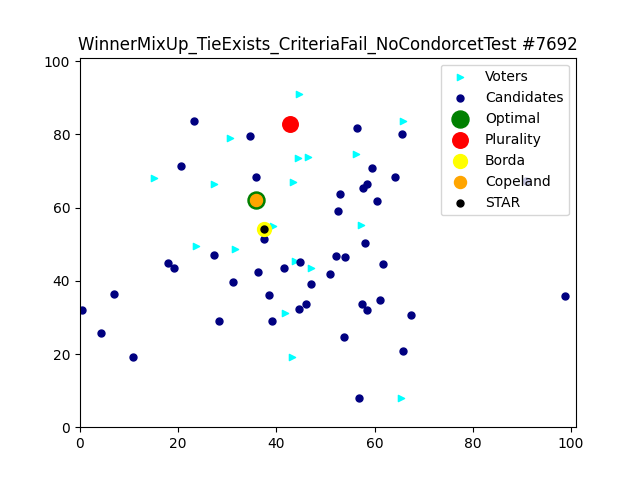 WinnerMixUp_TieExists_CriteriaFail_NoCondorcetTest #7692
100
80
60
40
20
0
0
20
40
60
80
100
Voters
Candidates
Optimal
Plurality
Borda
Copeland
STAR